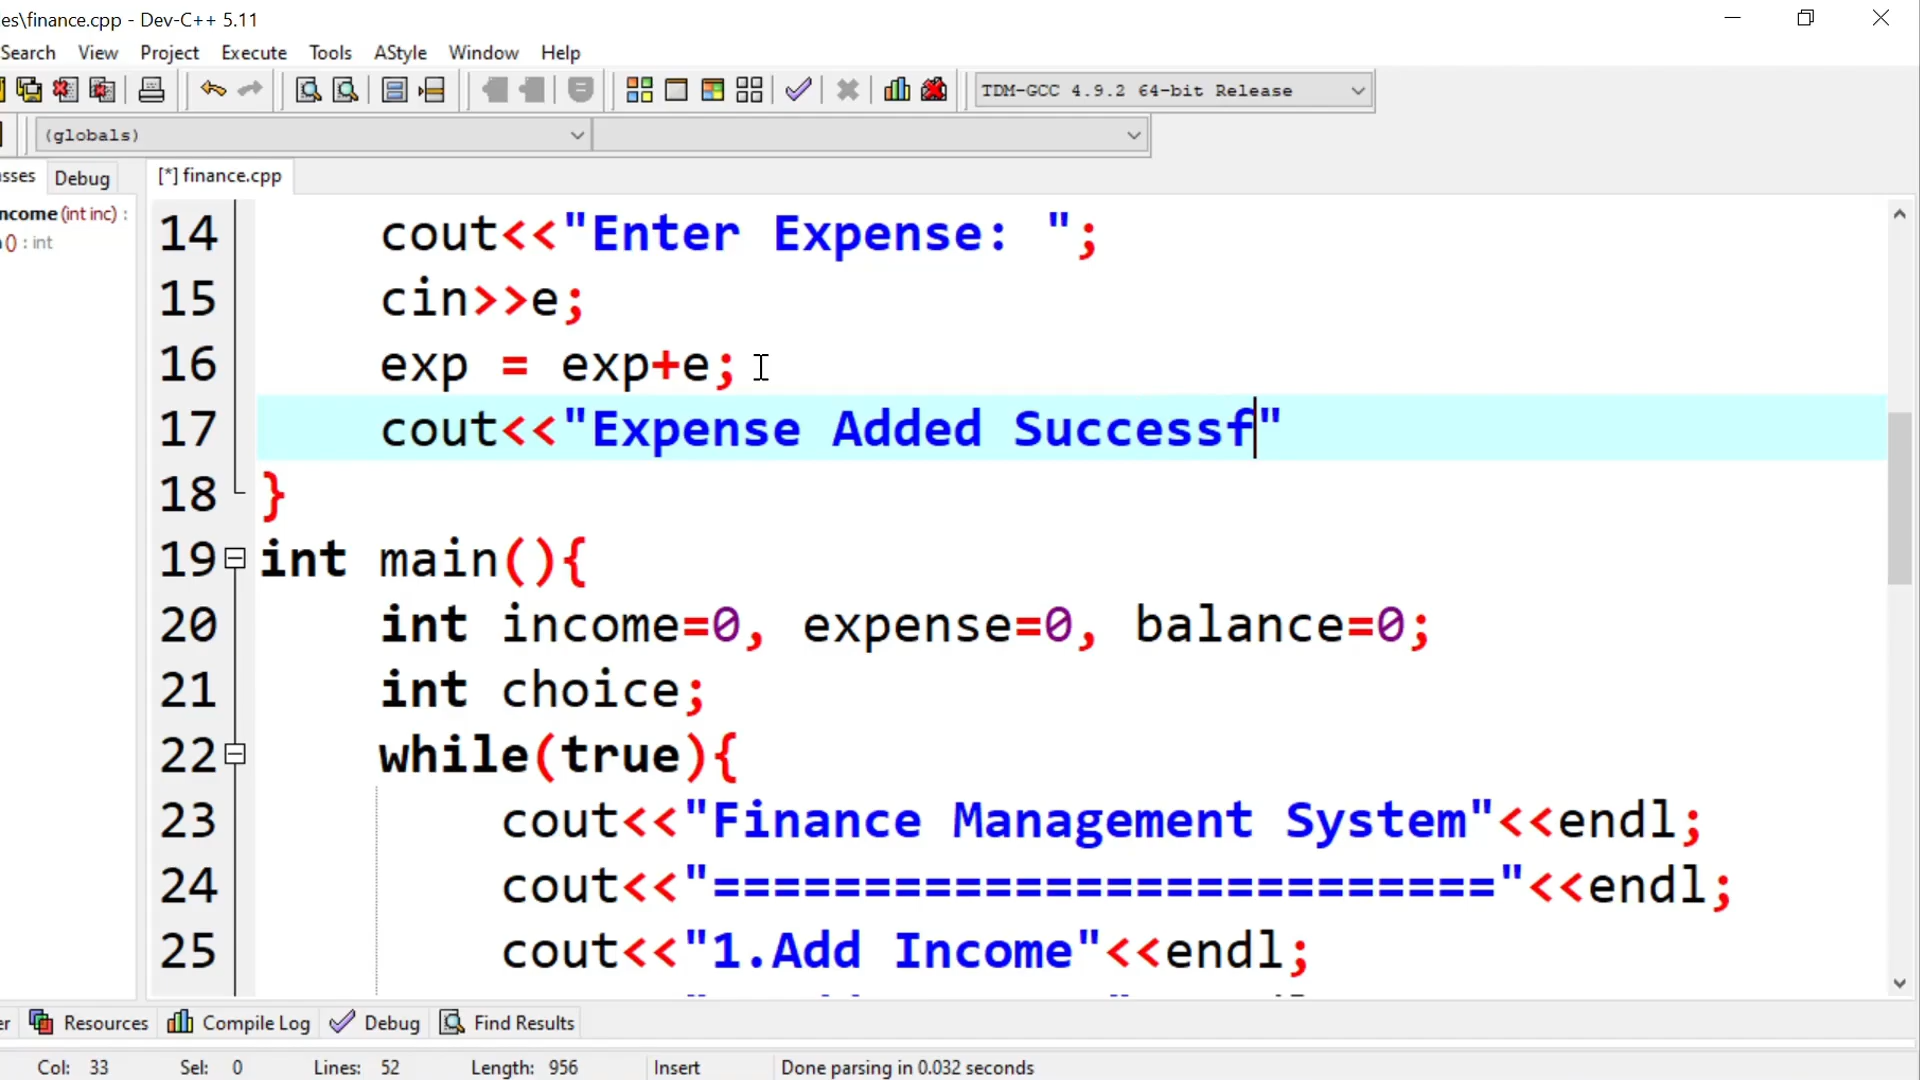 es\finance.cpp - Dev-C++ 5.11
Search View Project Execute Tools AStyle Window Help
TDM-GCC 4.9.2 64-bit Release
(globals)
sses Debug [*] finance.cpp
ncome (int inc) :
() : int
14 cout<<"Enter Expense: ";
15 cin>>e;
16 exp = exp+e;
17 cout<<"Expense Added Successf"
18 }
19 int main(){
20 int income=0, expense=0, balance=0;
21 int choice;
22 while(true){
23 cout<<"Finance Management System"<<endl;
24 cout<<"=========================="<<endl;
25 cout<<"1.Add Income"<<endl;
er Resources Compile Log Debug Find Results
Col: 33 Sel: 0 Lines: 52 Length: 956 Insert Done parsing in 0.032 seconds